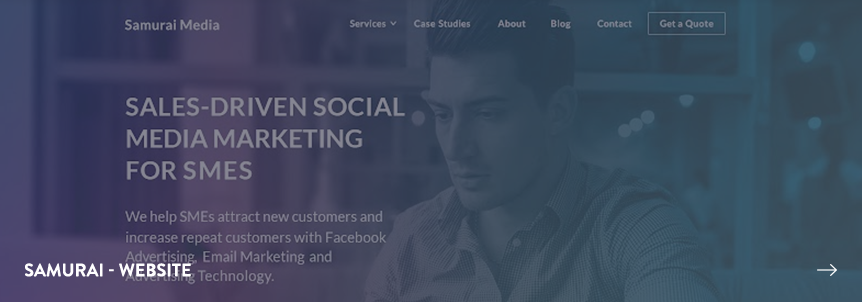 Samurai Media
Services Case Studies About Blog Contact Get a Quote
SALES-DRIVEN SOCIAL
MEDIA MARKETING
FOR SMES
We help SMEs attract new customers and
increase repeat customers with Facebook
Advertising, Email Marketing and
Advertising Technology.
SAMURAI - WEBSITE